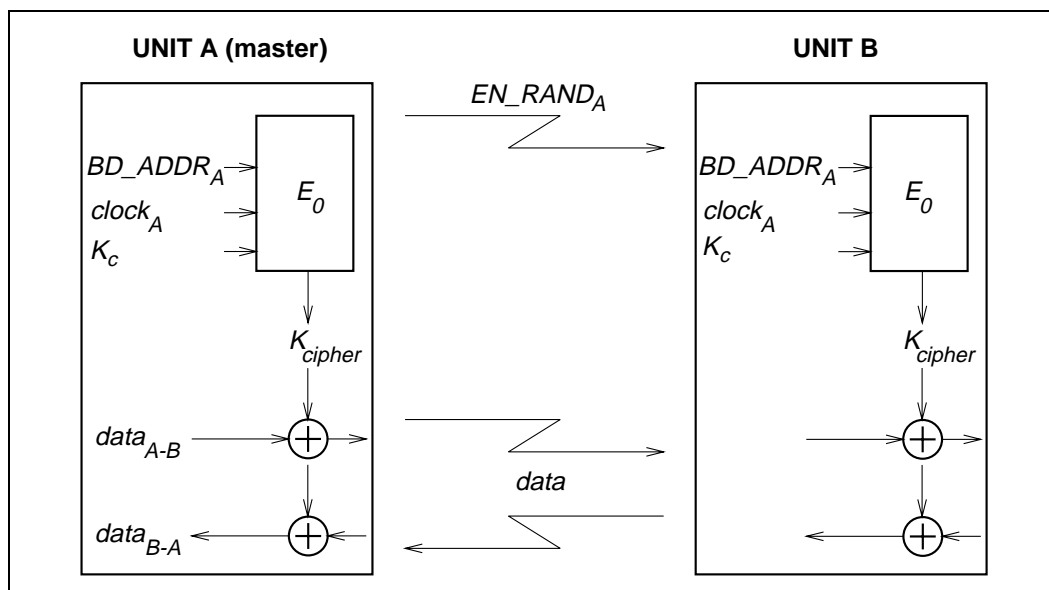 UNIT A (master)
UNIT B
EN_RAND_A
BD_ADDR_A
clock_A
K_c
E_0
K_cipher
data_A-B
data_B-A
data
BD_ADDR_A
clock_A
K_c
E_0
K_cipher